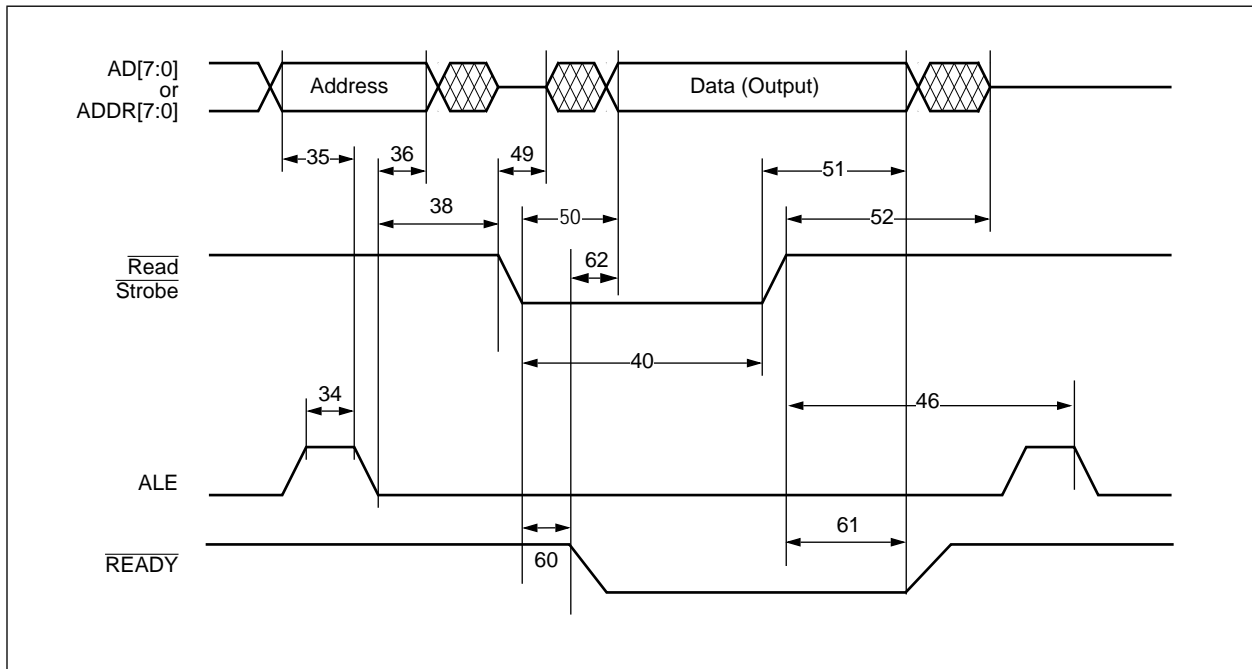 AD[7:0]
or
ADDR[7:0]
Address
Data (Output)
35
36
49
51
38
50
52
Read
Strobe
62
40
34
46
ALE
61
60
READY